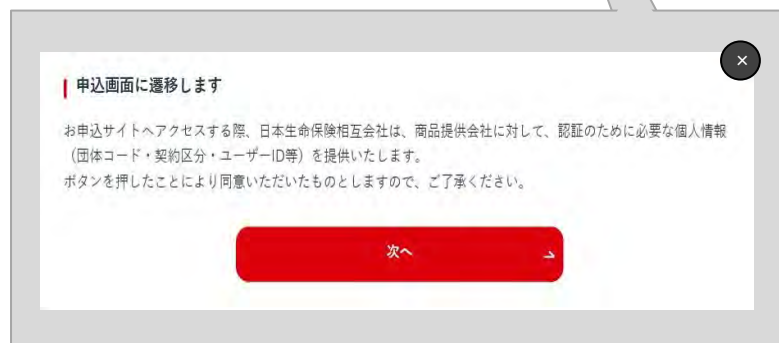 申込画面に遷移します
お申込サイトへアクセスする際、日本生命保険相互会社は、商品提供会社に対して、認証のために必要な個人情報
（団体コード・契約区分・ユーザーID等）を提供いたします。
ボタンを押したことにより同意いただいたものとしますので、ご了承ください。
次へ